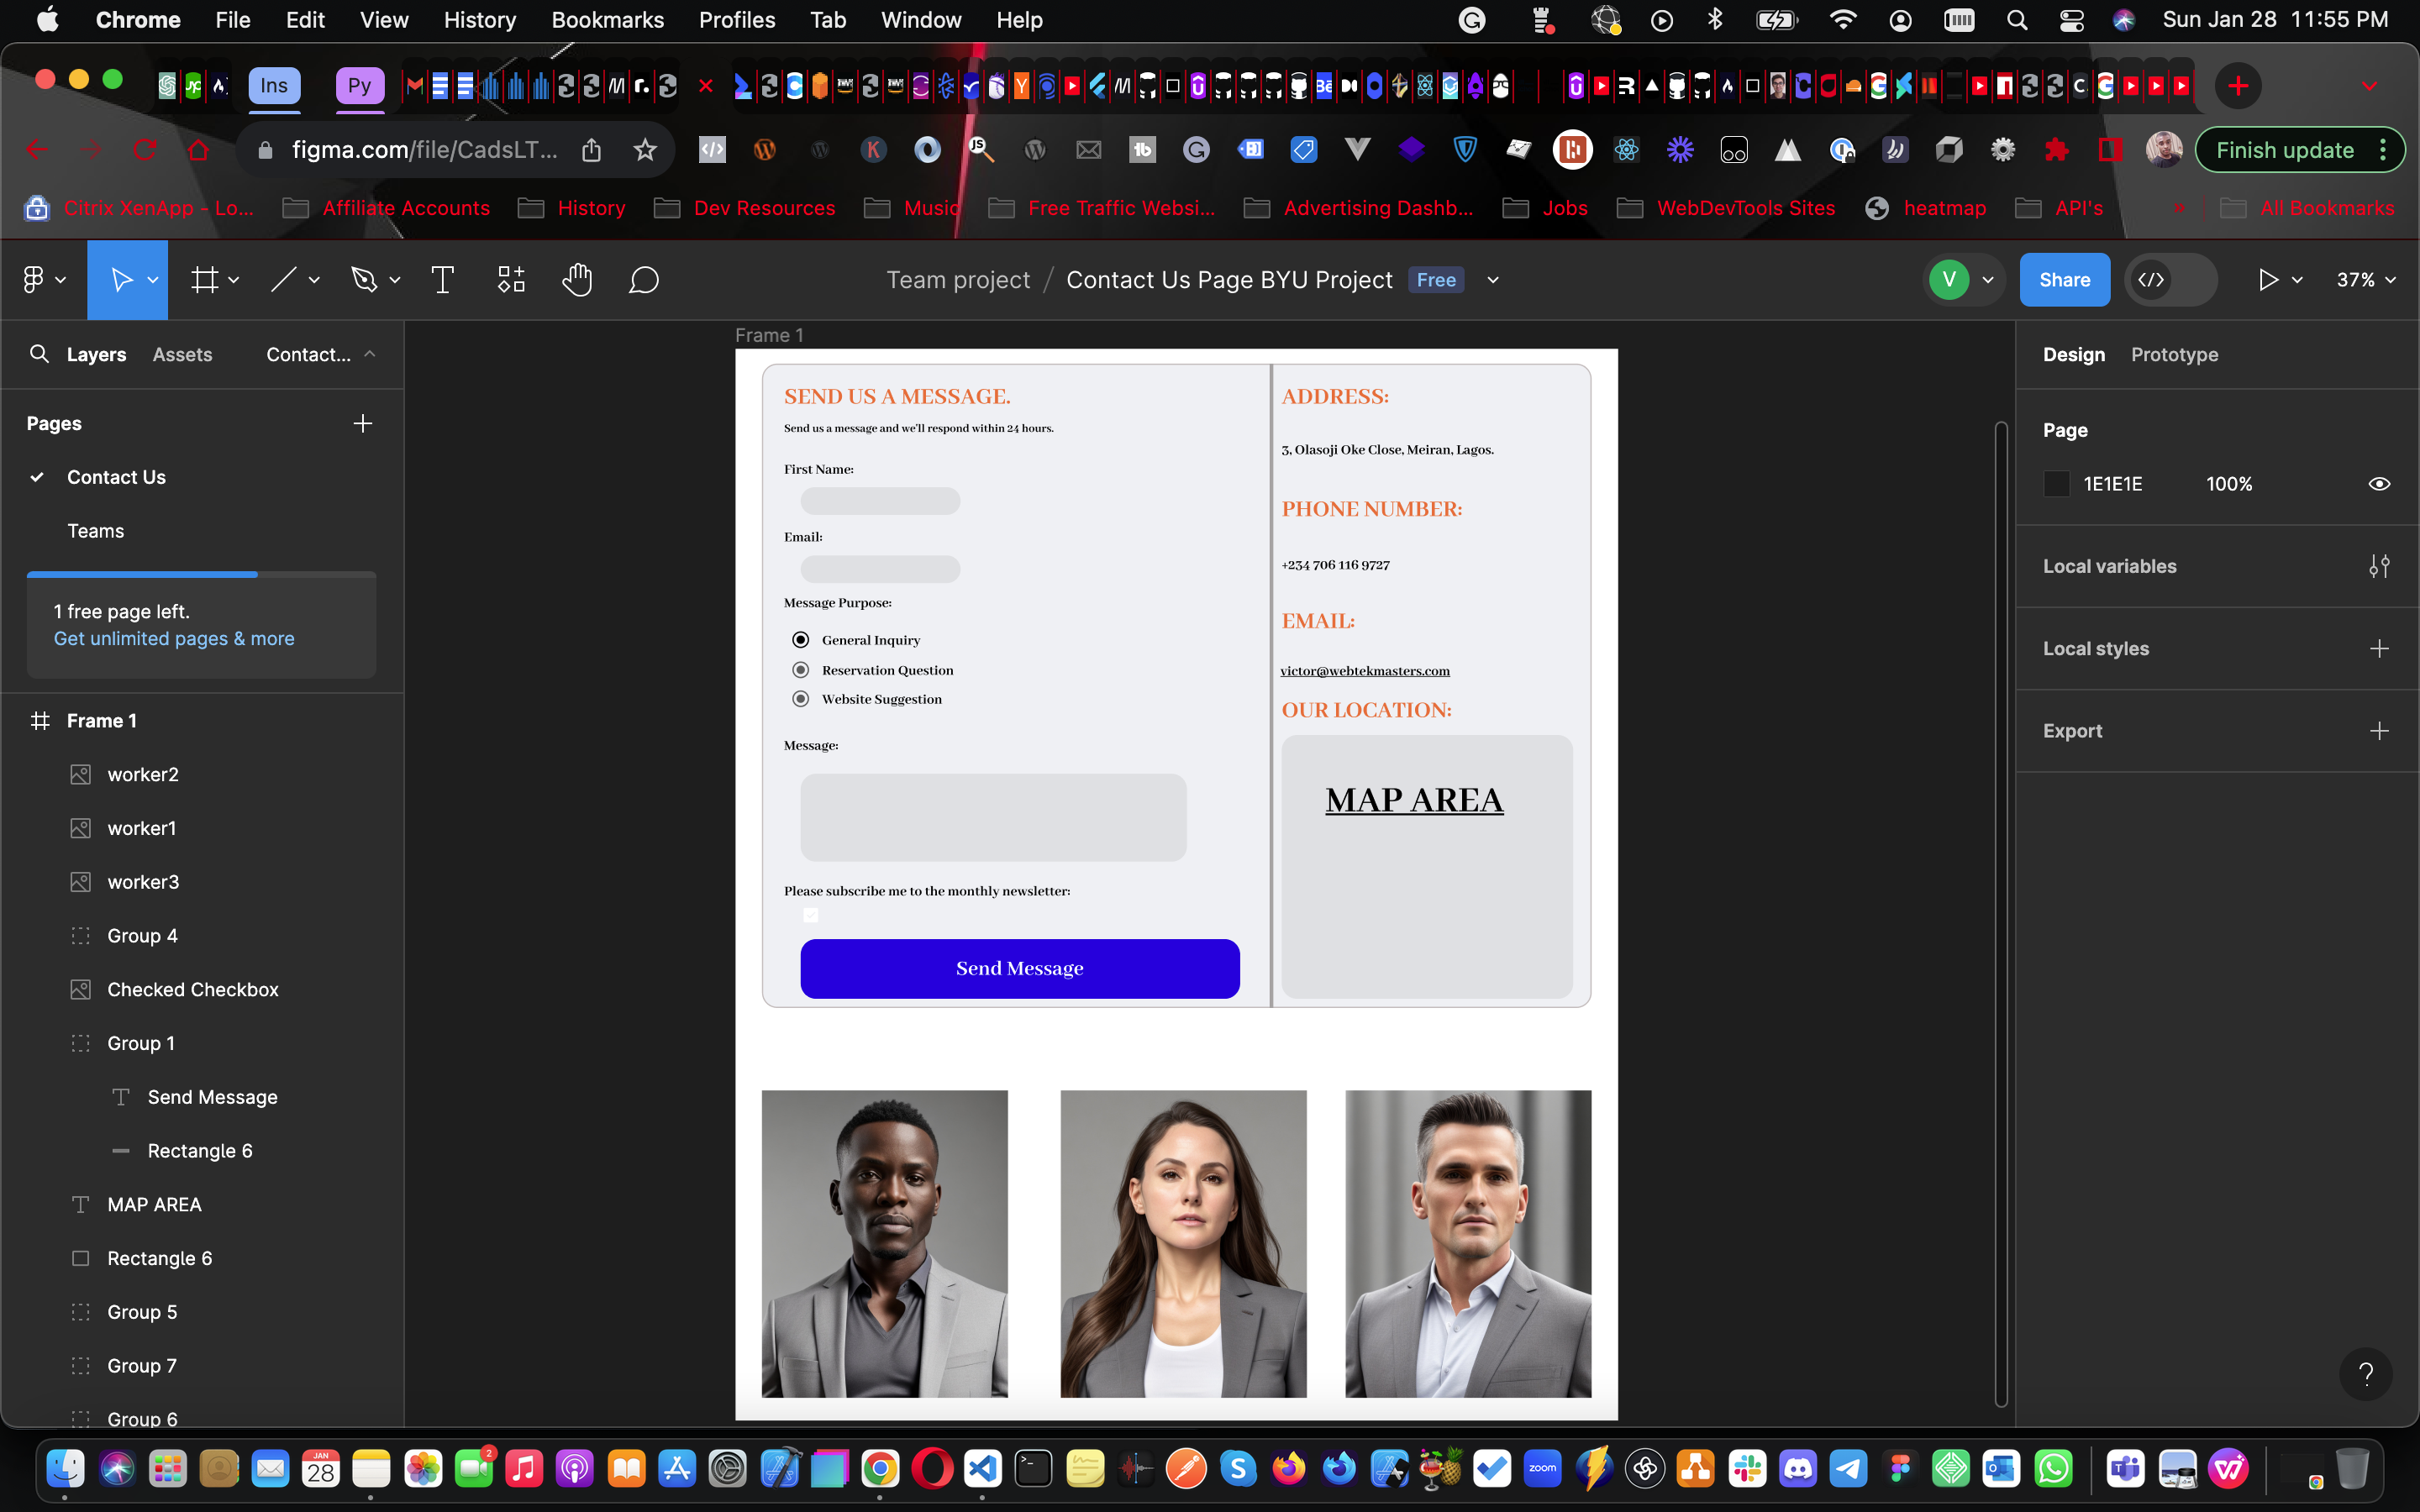 Chrome File Edit View History Bookmarks Profiles Tab Window Help Sun Jan 28 11:55 PM
Ins Py
figma.com/file/CadsLT... Finish update
Citrix XenApp - Lo... Affiliate Accounts History Dev Resources Music Free Traffic Websi... Advertising Dashb... Jobs WebDevTools Sites heatmap API's » All Bookmarks
Team project / Contact Us Page BYU Project Free V Share 37%
Layers Assets Contact...
Pages
Contact Us
Teams
1 free page left.
Get unlimited pages & more
Frame 1
worker2
worker1
worker3
Group 4
Checked Checkbox
Group 1
Send Message
Rectangle 6
MAP AREA
Rectangle 6
Group 5
Group 7
Group 6
Frame 1
SEND US A MESSAGE.
Send us a message and we'll respond within 24 hours.
First Name:
Email:
Message Purpose:
General Inquiry
Reservation Question
Website Suggestion
Message:
Please subscribe me to the monthly newsletter:
Send Message
ADDRESS:
3, Olasoji Oke Close, Meiran, Lagos.
PHONE NUMBER:
+234 706 116 9727
EMAIL:
victor@webtekmasters.com
OUR LOCATION:
MAP AREA
Design Prototype
Page
1E1E1E 100%
Local variables
Local styles
Export
?
JAN
28
2
zoom